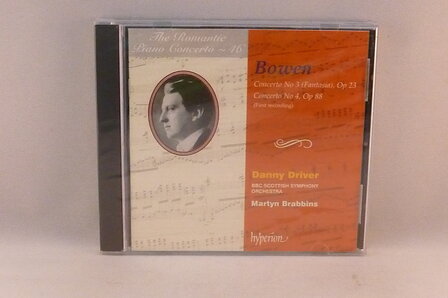 The Romantic
Piano Concerto ~ 46
Bowen
Concerto No 3 (Fantasia), Op 23
Concerto No 4, Op 88
(First recording)
Danny Driver
BBC SCOTTISH SYMPHONY
ORCHESTRA
Martyn Brabbins
hyperion